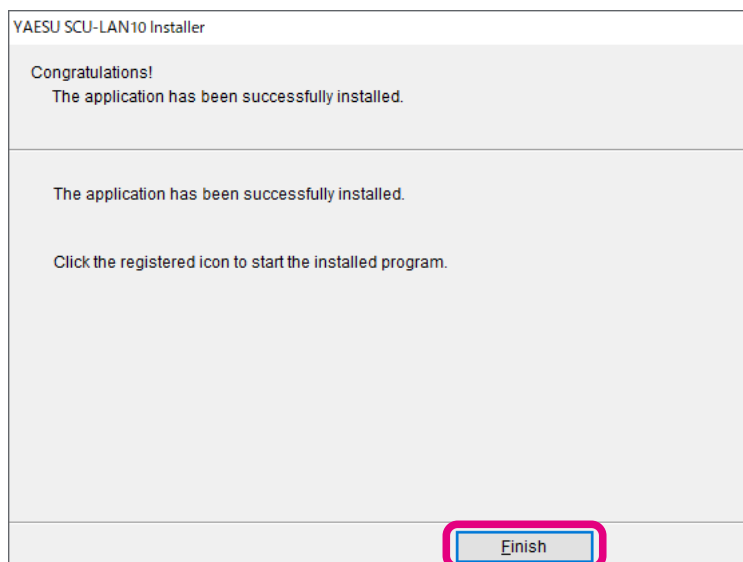 YAESU SCU-LAN10 Installer
Congratulations!
The application has been successfully installed.
The application has been successfully installed.
Click the registered icon to start the installed program.
Finish